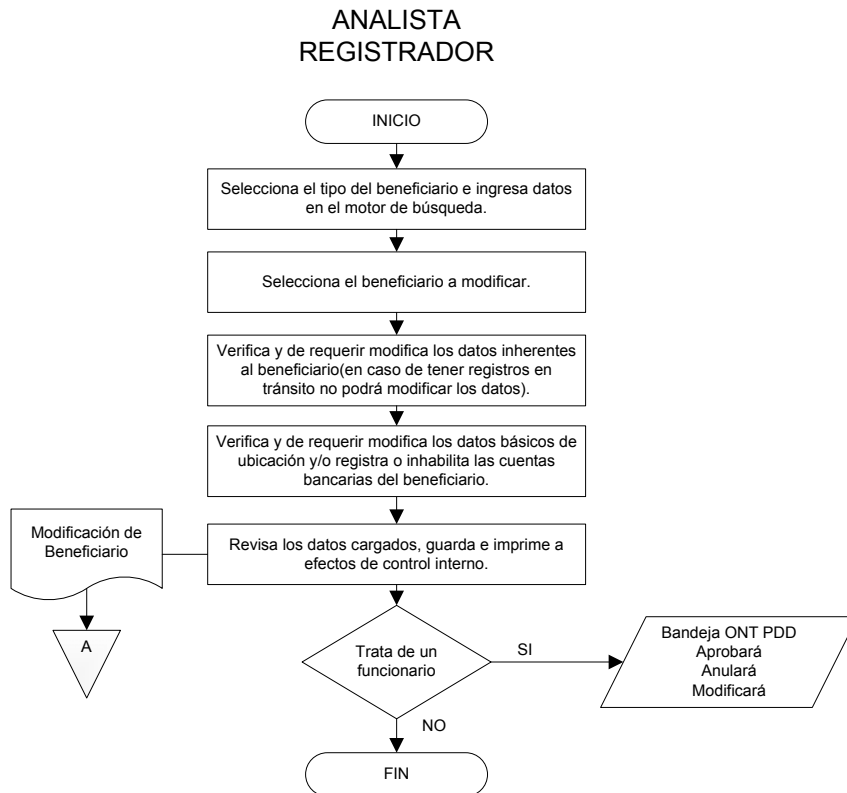 ANALISTA
REGISTRADOR
INICIO
Selecciona el tipo del beneficiario e ingresa datos
en el motor de búsqueda.
Selecciona el beneficiario a modificar.
Verifica y de requerir modifica los datos inherentes
al beneficiario(en caso de tener registros en
tránsito no podrá modificar los datos).
Verifica y de requerir modifica los datos básicos de
ubicación y/o registra o inhabilita las cuentas
bancarias del beneficiario.
Modificación de
Beneficiario
Revisa los datos cargados, guarda e imprime a
efectos de control interno.
A
Trata de un
funcionario
SI
Bandeja ONT PDD
Aprobará
Anulará
Modificará
NO
FIN